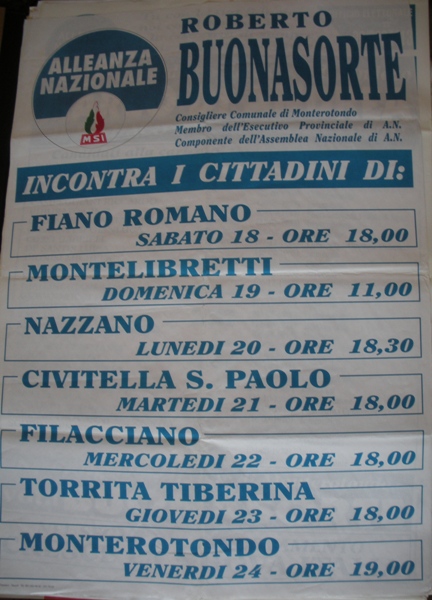 ALLEANZA
NAZIONALE
MSI
ROBERTO
BUONASORTE
Consigliere Comunale di Monterotondo
Membro dell'Esecutivo Provinciale di A.N.
Componente dell'Assemblea Nazionale di A.N.
INCONTRA I CITTADINI DI:
FIANO ROMANO
SABATO 18 - ORE 18,00
MONTELIBRETTI
DOMENICA 19 - ORE 11,00
NAZZANO
LUNEDI 20 - ORE 18,30
CIVITELLA S. PAOLO
MARTEDI 21 - ORE 18,00
FILACCIANO
MERCOLEDI 22 - ORE 18,00
TORRITA TIBERINA
GIOVEDI 23 - ORE 18,00
MONTEROTONDO
VENERDI 24 - ORE 19,00